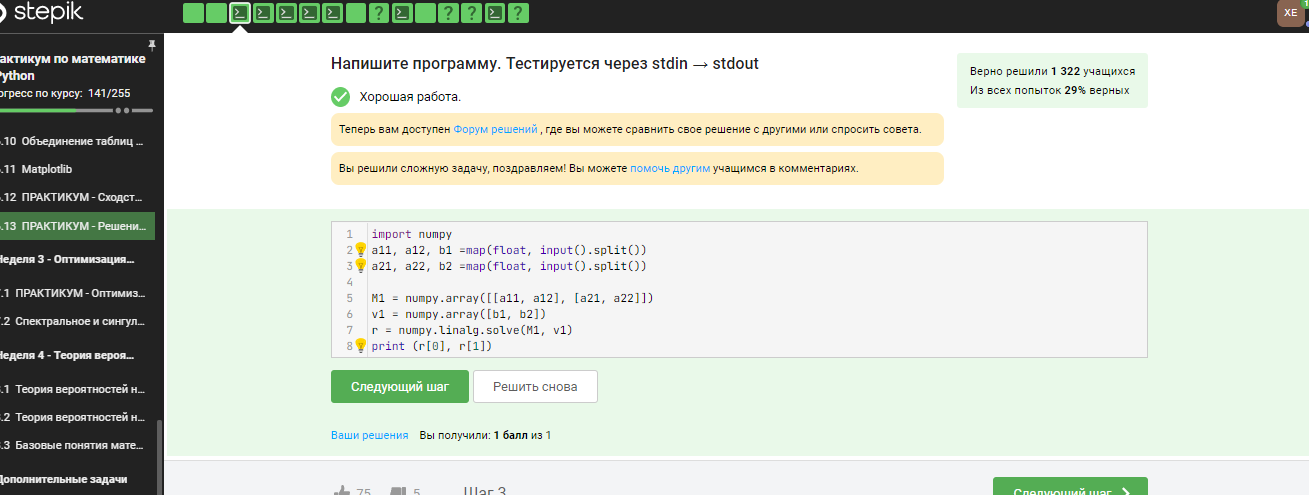 stepik
XE
1
актикум по математике
Python
огресс по курсу: 141/255
.10 Объединение таблиц ...
.11 Matplotlib
.12 ПРАКТИКУМ - Сходст...
.13 ПРАКТИКУМ - Решени...
Неделя 3 - Оптимизация...
.1 ПРАКТИКУМ - Оптимиз...
.2 Спектральное и сингул...
Неделя 4 - Теория вероя...
.1 Теория вероятностей н...
.2 Теория вероятностей н...
.3 Базовые понятия мате...
Дополнительные задачи
Напишите программу. Тестируется через stdin → stdout
Хорошая работа.
Теперь вам доступен Форум решений , где вы можете сравнить свое решение с другими или спросить совета.
Вы решили сложную задачу, поздравляем! Вы можете помочь другим учащимся в комментариях.
Верно решили 1 322 учащихся
Из всех попыток 29% верных
1 import numpy
2 a11, a12, b1 =map(float, input().split())
3 a21, a22, b2 =map(float, input().split())
4
5 M1 = numpy.array([[a11, a12], [a21, a22]])
6 v1 = numpy.array([b1, b2])
7 r = numpy.linalg.solve(M1, v1)
8 print (r[0], r[1])
Следующий шаг Решить снова
Ваши решения Вы получили: 1 балл из 1
75 5 Шаг 3 Следующий шаг